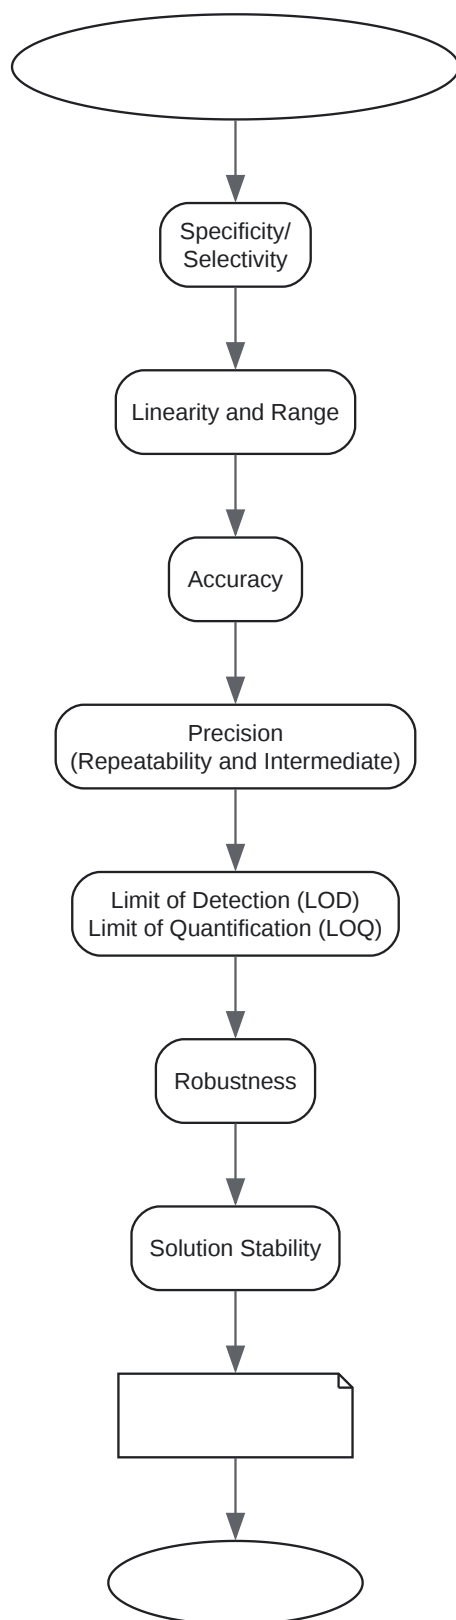 Specificity/
Selectivity
Linearity and Range
Accuracy
Precision
(Repeatability and Intermediate)
Limit of Detection (LOD)
Limit of Quantification (LOQ)
Robustness
Solution Stability